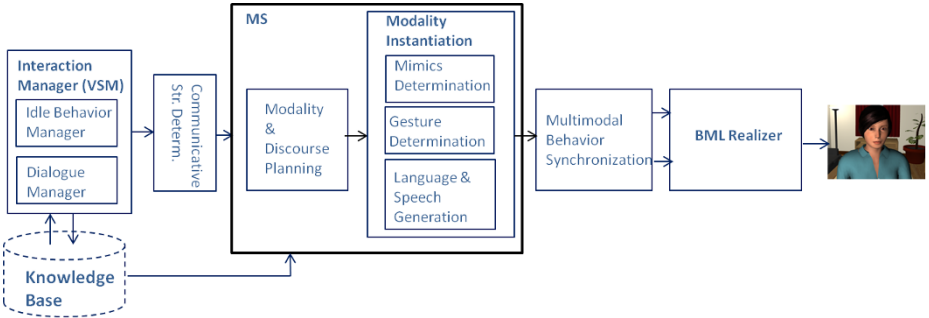 MS
Modality
Instantiation
Interaction
Manager (VSM)
Idle Behavior
Manager
Dialogue
Manager
Communicative
Str. Determ.
Modality
&
Discourse
Planning
Mimics
Determination
Gesture
Determination
Language &
Speech
Generation
Multimodal
Behavior
Synchronization
BML Realizer
Knowledge
Base